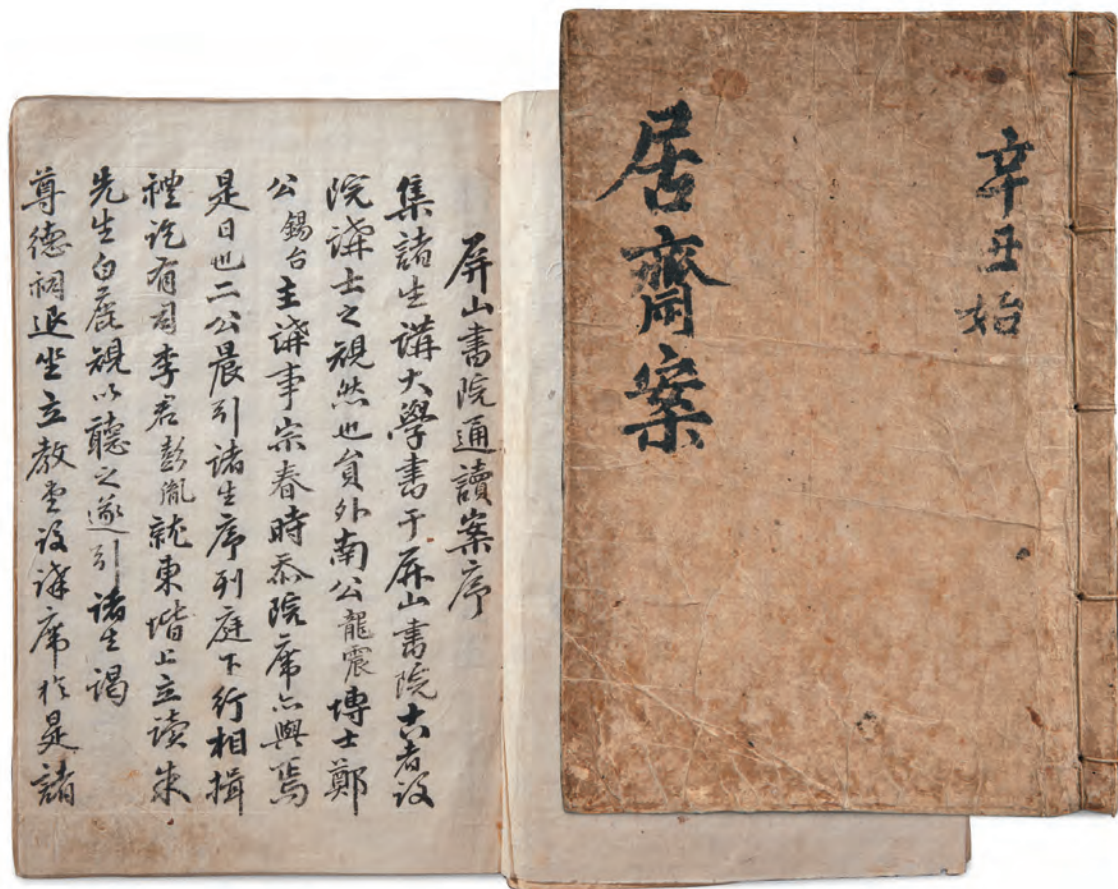 辛丑始
居齋案
屏山書院通讀案序
集諸生講大學書于屏山書院古者設
院講士之規然也員外南公龍震博士鄭
公錫台主講事宗春時忝院席亦與焉
是日也二公晨引諸生序列庭下行相揖
禮訖有司李君彭胤就東堦上立讀朱
先生白鹿規以聽之遂引諸生謁
尊德祠退坐立教堂設講席於是諸